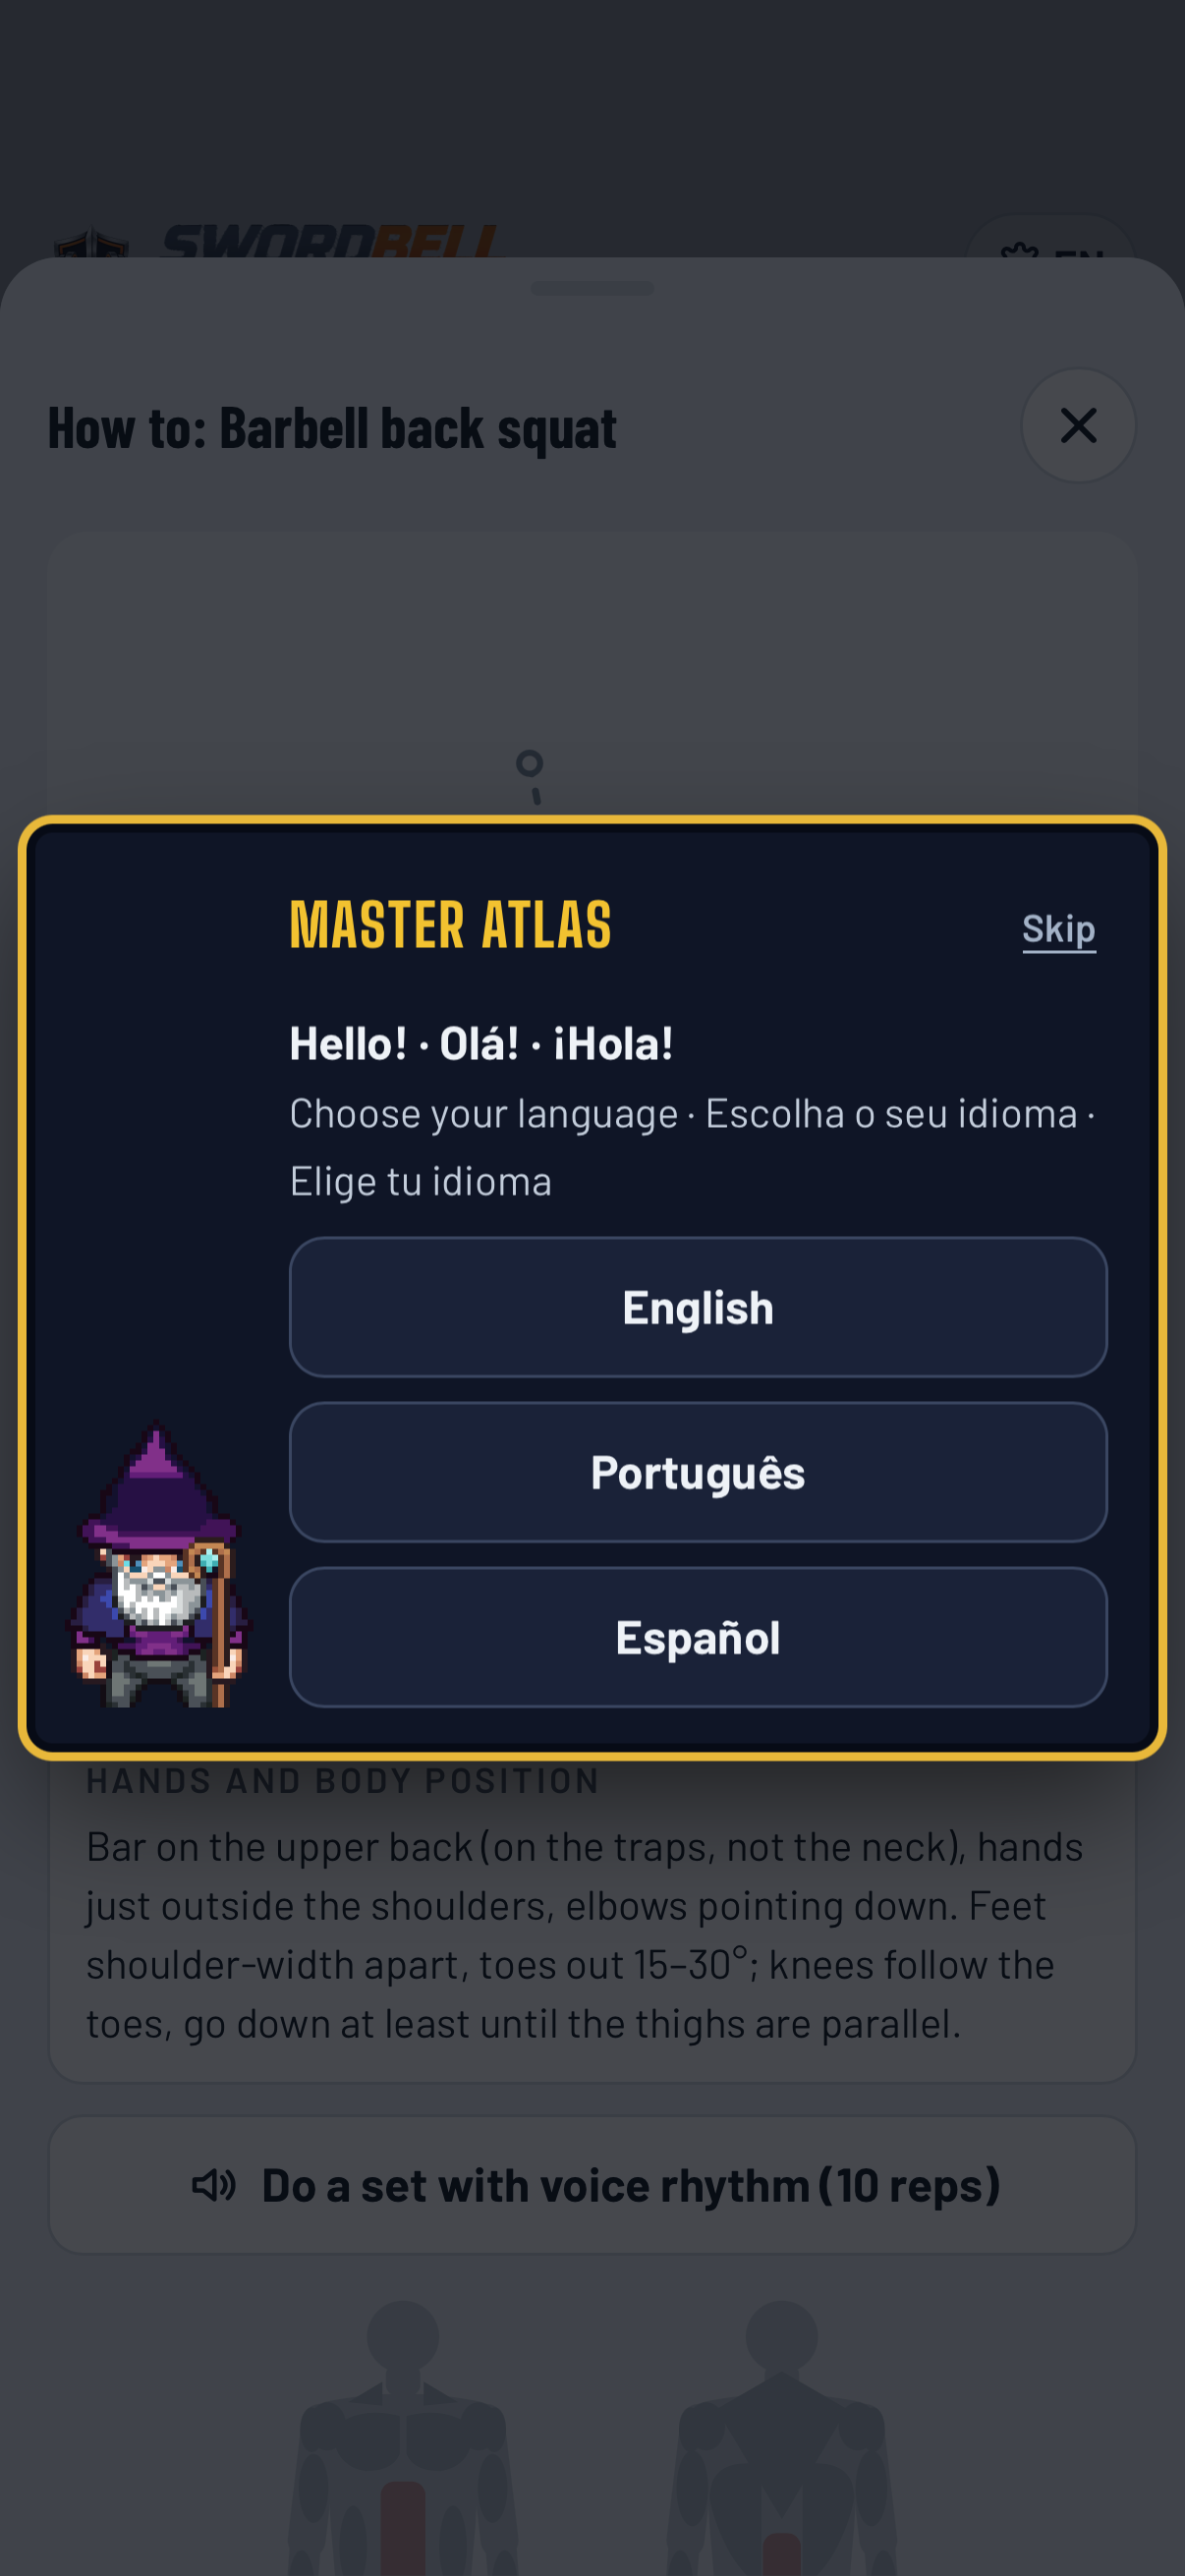 SWORDBELL
EN
How to: Barbell back squat
MASTER ATLAS
Skip
Hello! · Olá! · ¡Hola!
Choose your language · Escolha o seu idioma ·
Elige tu idioma
English
Português
Español
HANDS AND BODY POSITION
Bar on the upper back (on the traps, not the neck), hands
just outside the shoulders, elbows pointing down. Feet
shoulder-width apart, toes out 15–30°; knees follow the
toes, go down at least until the thighs are parallel.
Do a set with voice rhythm (10 reps)